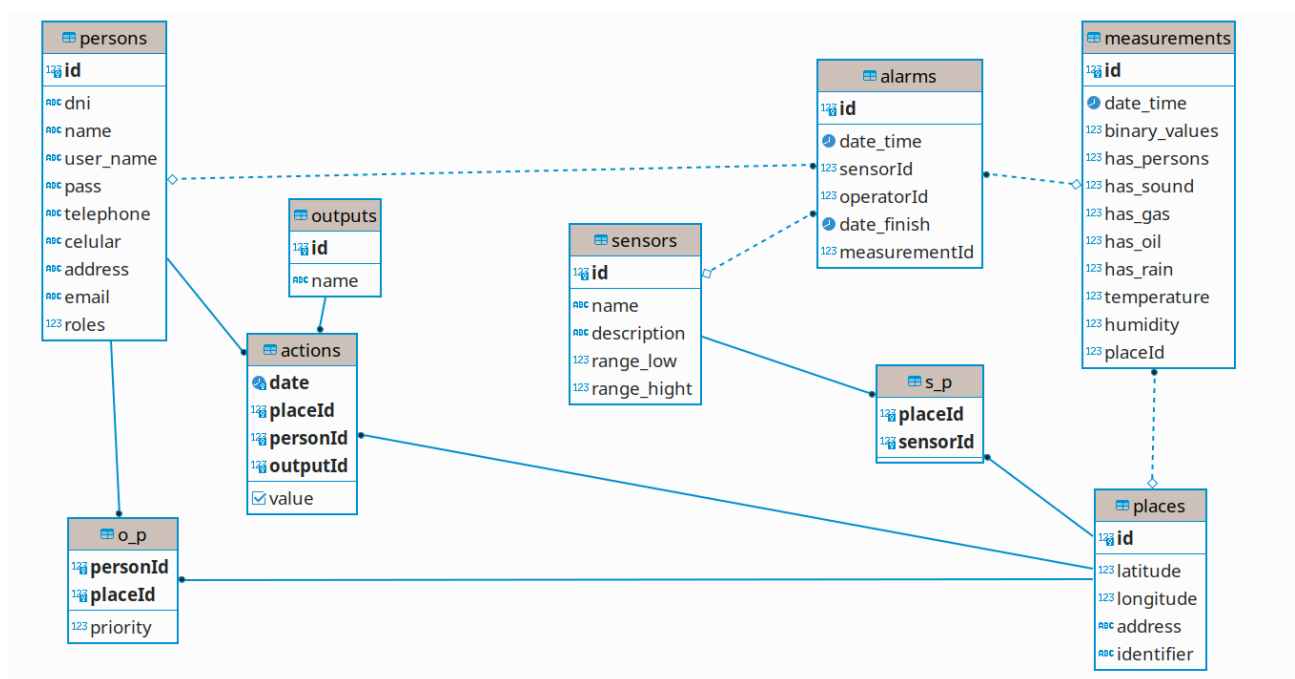 persons
id
dni
name
user_name
pass
telephone
celular
address
email
roles
outputs
id
name
actions
date
placeId
personId
outputId
value
o_p
personId
placeId
priority
sensors
id
name
description
range_low
range_hight
alarms
id
date_time
sensorId
operatorId
date_finish
measurementId
s_p
placeId
sensorId
measurements
id
date_time
binary_values
has_persons
has_sound
has_gas
has_oil
has_rain
temperature
humidity
placeId
places
id
latitude
longitude
address
identifier